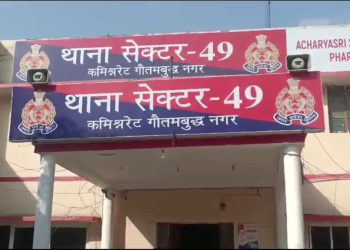 थाना सेक्टर-49
कमिश्नरेट गौतमबुद्ध नगर
ACHARYASRI S
PHAR
थाना सेक्टर-49
कमिश्नरेट गौतमबुद्ध नगर